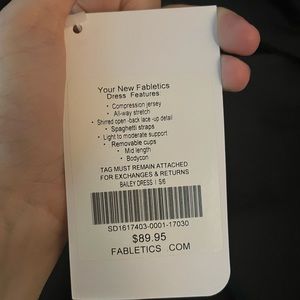 Your New Fabletics
Dress Features
• Compression jersey
• All-way stretch
• Shirred open-back lace-up detail
• Spaghetti straps
• Light to moderate support
• Removable cups
• Mid length
• Bodycon
TAG MUST REMAIN ATTACHED
FOR EXCHANGES & RETURNS
BAILEY DRESS I 5/6
SD1617403-0001-17030
$89.95
FABLETICS. COM